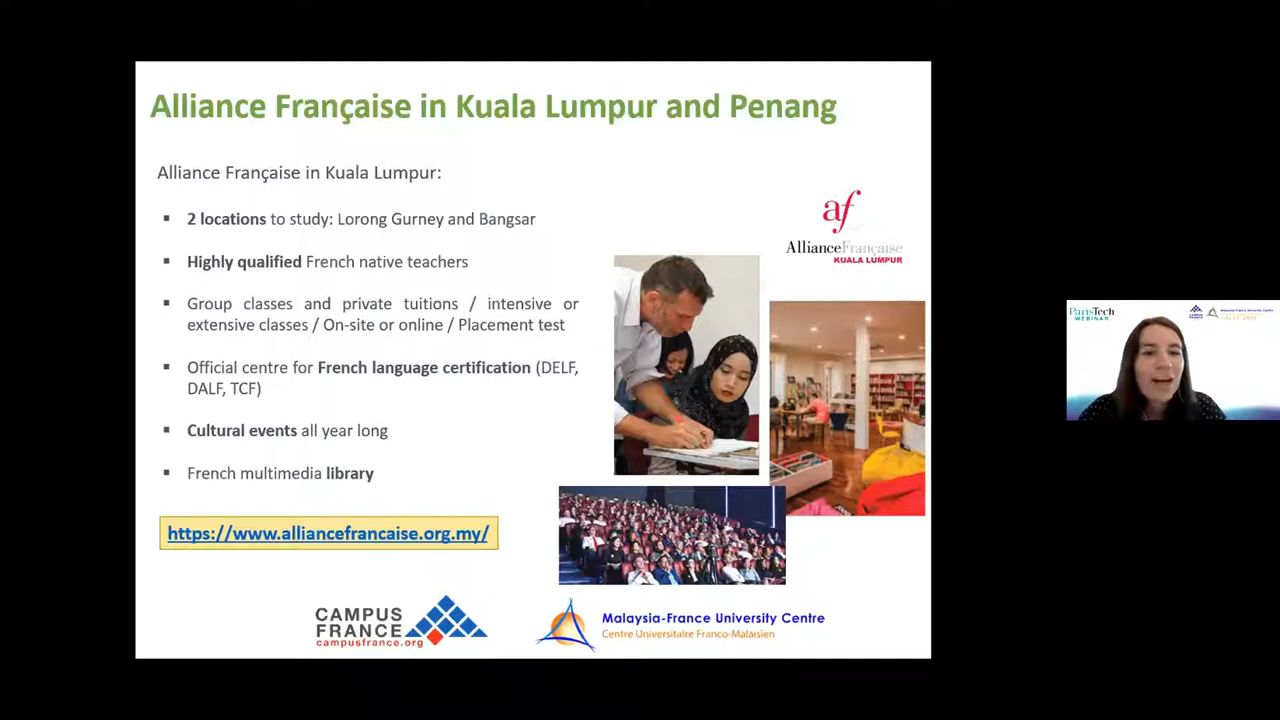 Alliance Française in Kuala Lumpur and Penang
Alliance Française in Kuala Lumpur:
▪ 2 locations to study: Lorong Gurney and Bangsar
▪ Highly qualified French native teachers
▪ Group classes and private tuitions / intensive or
extensive classes / On-site or online / Placement test
▪ Official centre for French language certification (DELF,
DALF, TCF)
▪ Cultural events all year long
▪ French multimedia library
https://www.alliancefrancaise.org.my/
af
AllianceFrançaise
KUALA LUMPUR
CAMPUS
FRANCE
campusfrance.org
Malaysia-France University Centre
Centre Universitaire Franco-Malaisien
ParisTech
WEBINAR